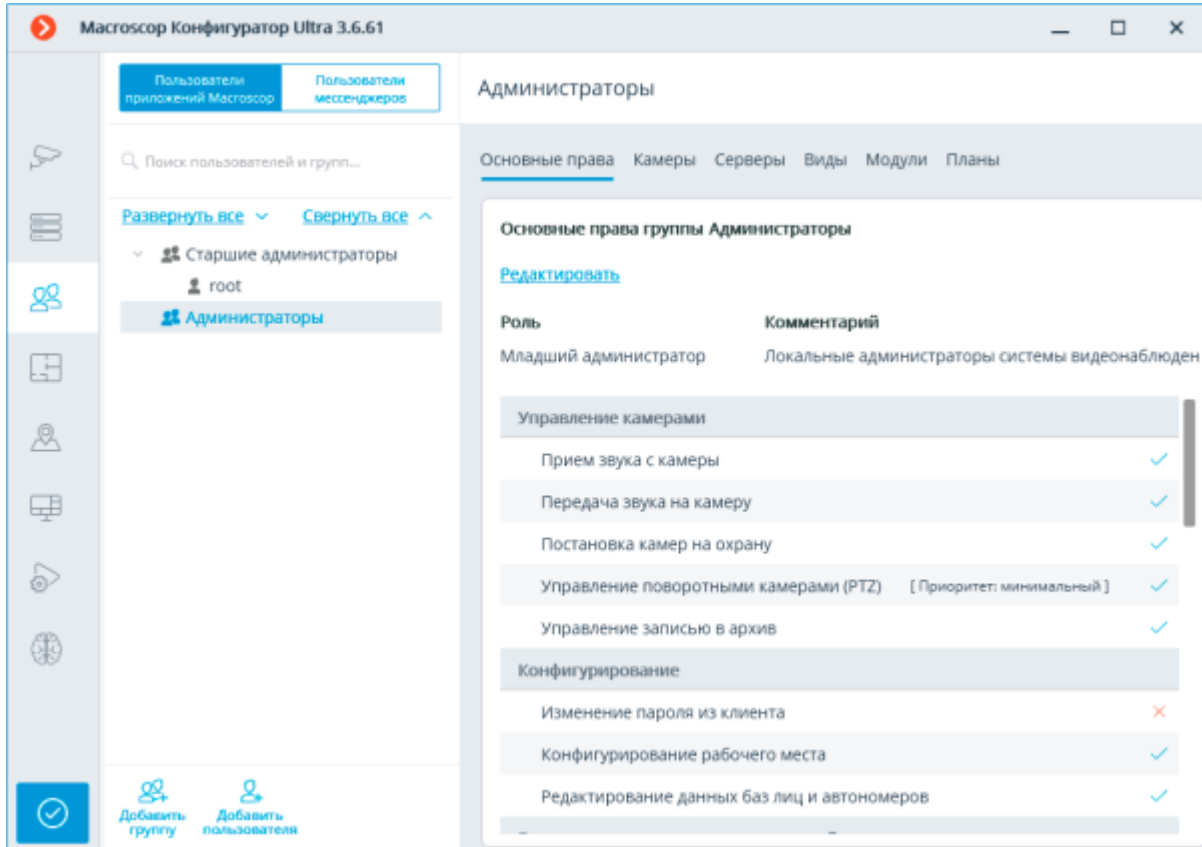 Macroscop Конфигуратор Ultra 3.6.61
Пользователи
приложений Macroscop
Пользователи
мессенджеров
Поиск пользователей и групп...
Развернуть все
Свернуть все
Старшие администраторы
root
Администраторы
Добавить
группу
Добавить
пользователя
Администраторы
Основные права Камеры Серверы Виды Модули Планы
Основные права группы Администраторы
Редактировать
Роль Комментарий
Младший администратор Локальные администраторы системы видеонаблюден
Управление камерами
Прием звука с камеры
Передача звука на камеру
Постановка камер на охрану
Управление поворотными камерами (PTZ) [ Приоритет: минимальный ]
Управление записью в архив
Конфигурирование
Изменение пароля из клиента
Конфигурирование рабочего места
Редактирование данных баз лиц и автономеров